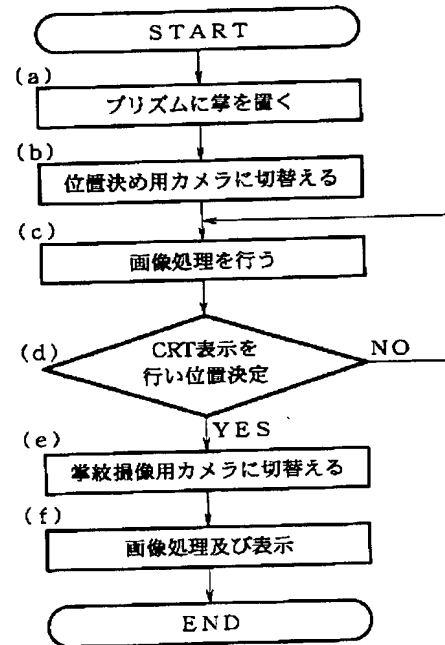 START
(a)
プリズムに掌を置く
(b)
位置決め用カメラに切替える
(c)
画像処理を行う
(d)
CRT表示を
行い位置決定
NO
YES
(e)
掌紋撮像用カメラに切替える
(f)
画像処理及び表示
END